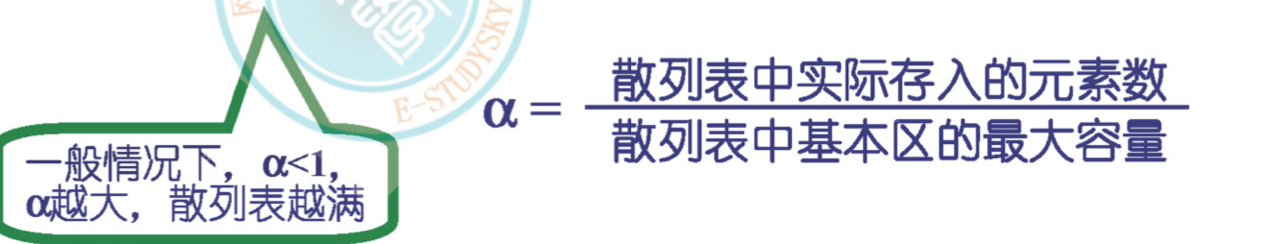 E-STUDYSKY
α = 散列表中实际存入的元素数
散列表中基本区的最大容量
一般情况下，α<1，
α越大，散列表越满